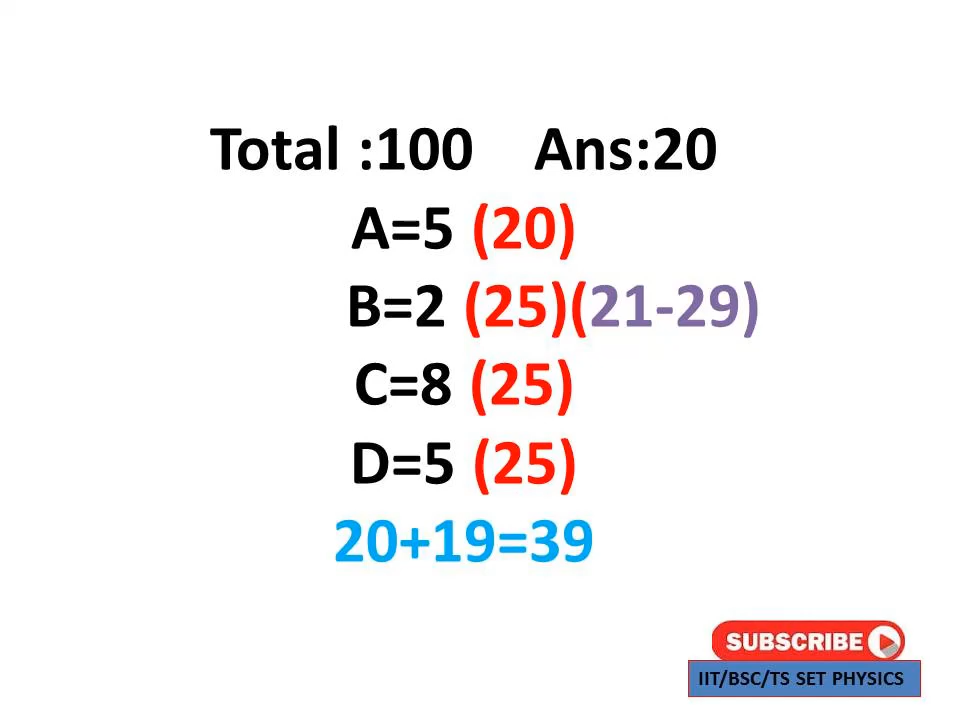 Total :100 Ans:20
A=5 (20)
B=2 (25)(21-29)
C=8 (25)
D=5 (25)
20+19=39
SUBSCRIBE
IIT/BSC/TS SET PHYSICS